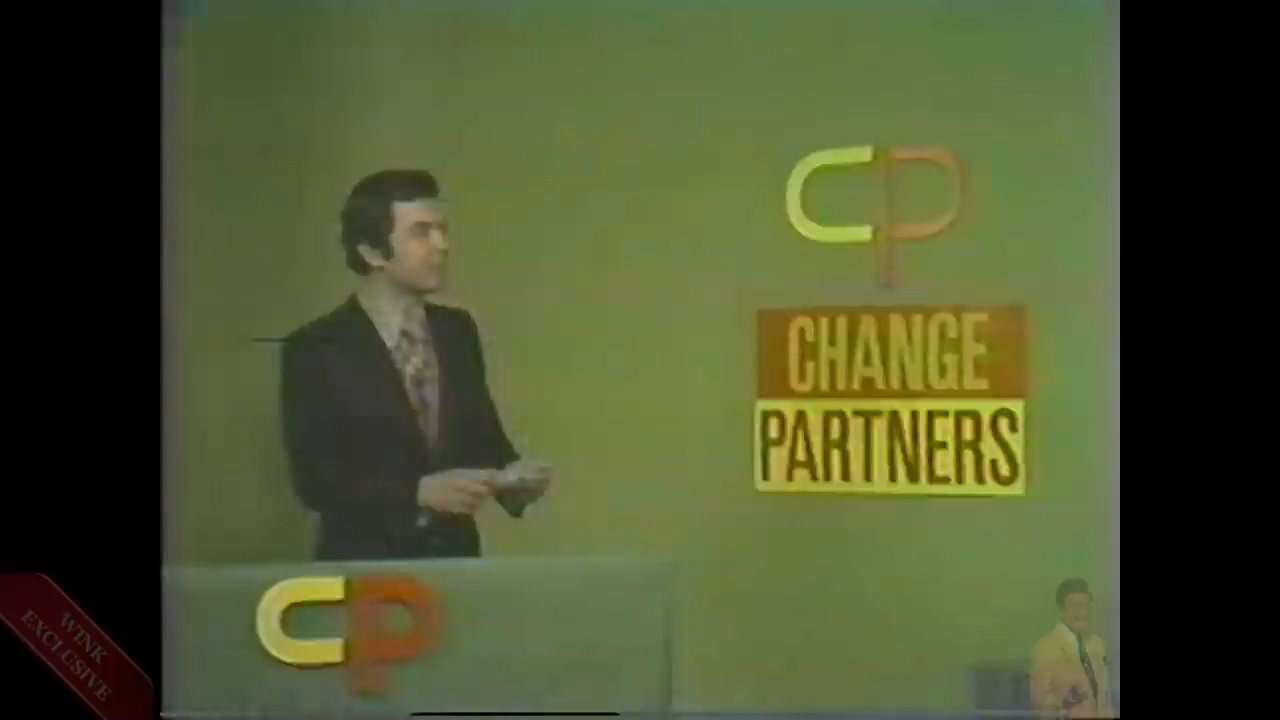 CP
CHANGE
PARTNERS
CP
WINK
EXCLUSIVE